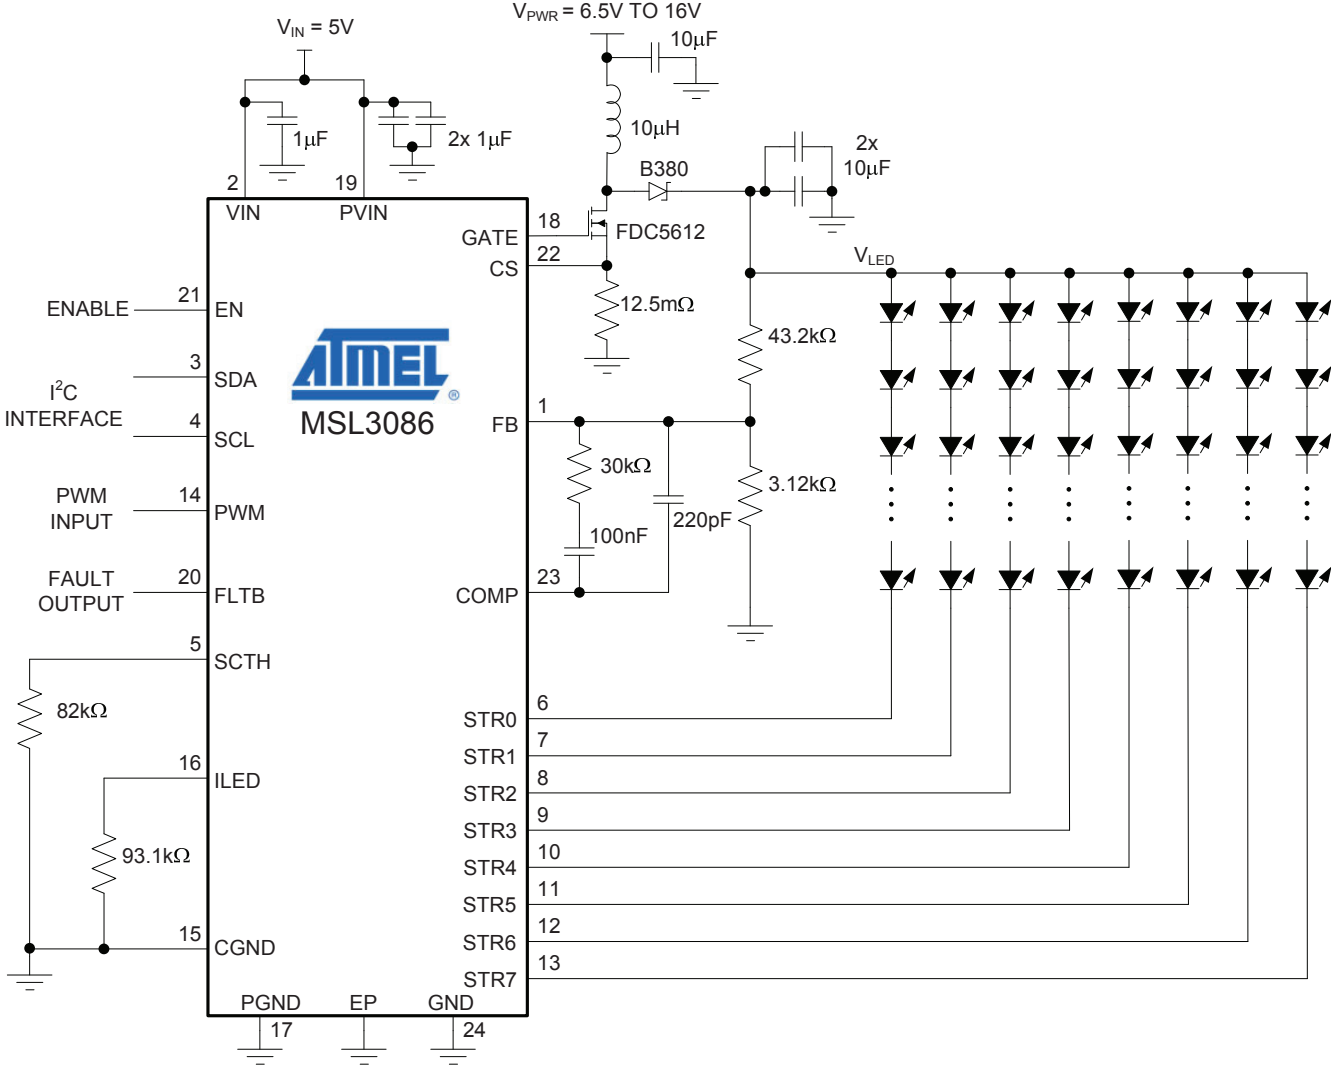 V_PWR = 6.5V TO 16V
V_IN = 5V
10µF
1µF
2x 1µF
10µH
2x
10µF
B380
2
19
VIN
PVIN
18
GATE
FDC5612
22
CS
V_LED
12.5mΩ
21
ENABLE
EN
43.2kΩ
ATMEL
®
MSL3086
3
SDA
I²C
INTERFACE
4
SCL
1
FB
30kΩ
3.12kΩ
PWM
INPUT
14
PWM
220pF
100nF
FAULT
OUTPUT
20
FLTB
23
COMP
5
SCTH
82kΩ
6
STR0
7
STR1
16
ILED
8
STR2
9
STR3
93.1kΩ
10
STR4
11
STR5
15
CGND
12
STR6
13
STR7
PGND
EP
GND
17
24